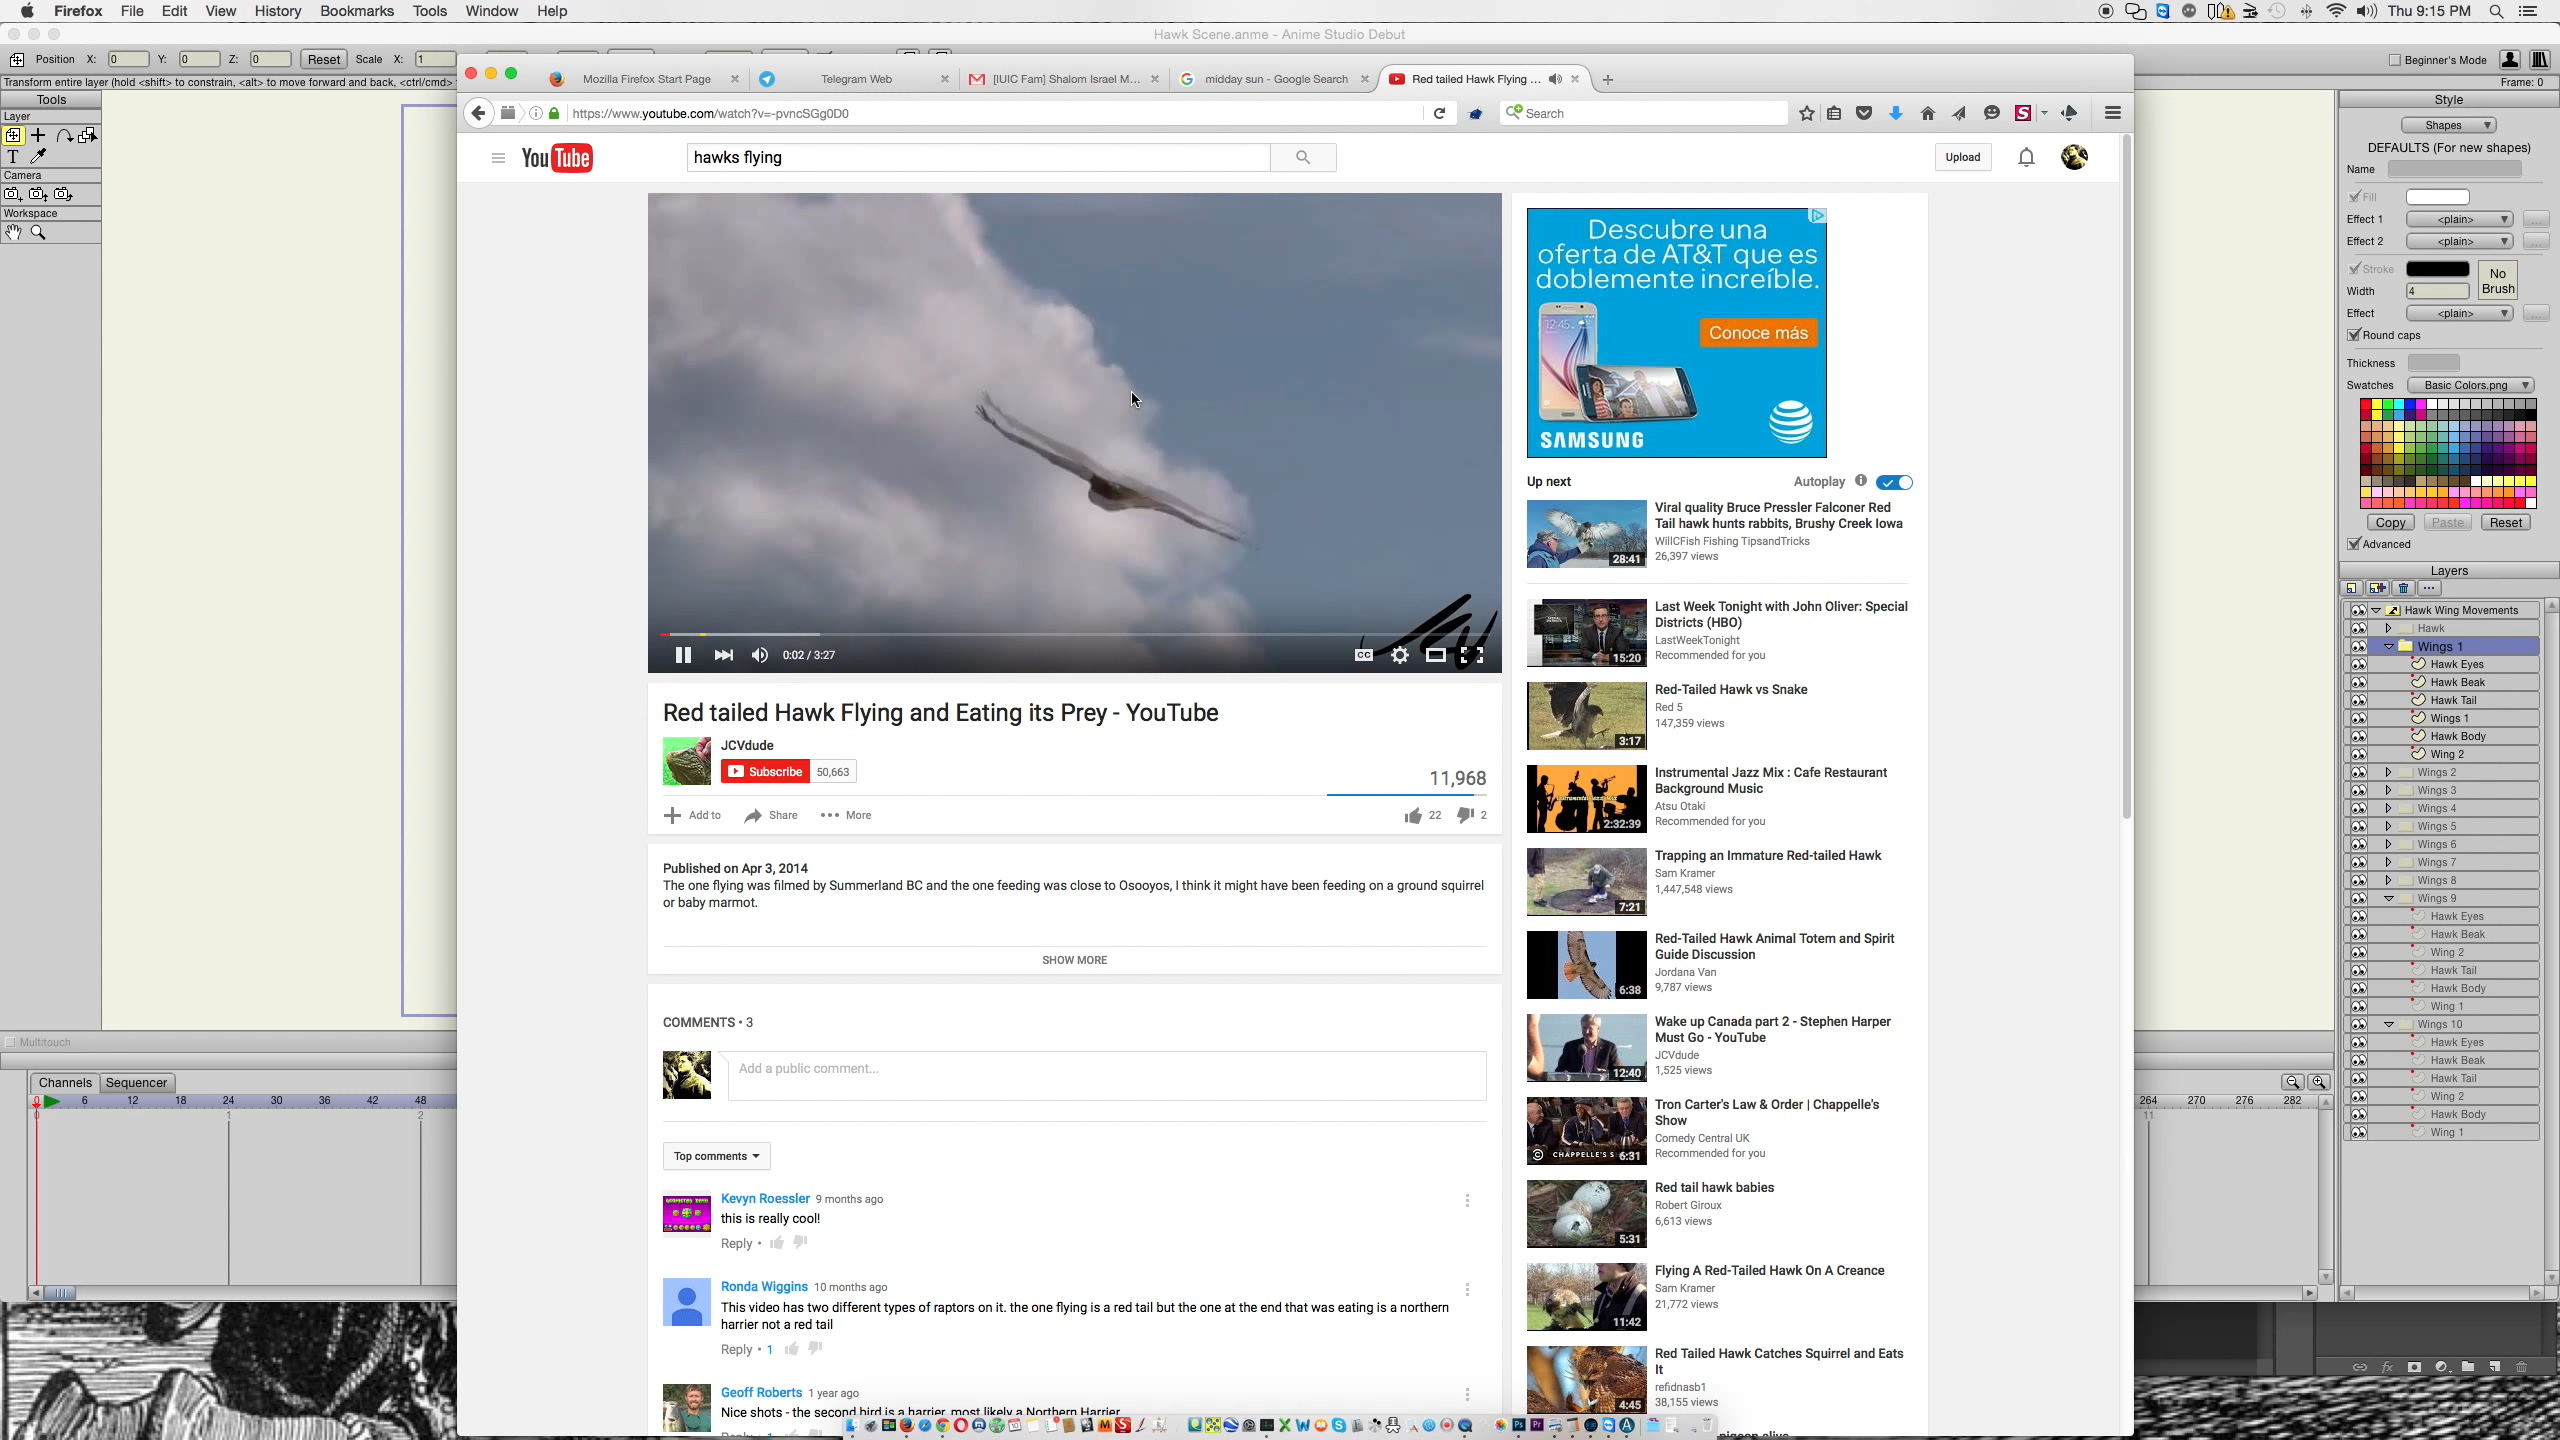 Firefox File Edit View History Bookmarks Tools Window Help
Thu 9:15 PM
Hawk Scene.anme - Anime Studio Debut
Position X: 0 Y: 0 Z: 0 Reset Scale X: 1
Beginner's Mode
Transform entire layer (hold <shift> to constrain, <alt> to move forward and back, <ctrl/cmd>
Frame: 0
Tools
Layer
T
Camera
Workspace
Mozilla Firefox Start Page
Telegram Web
[IUIC Fam] Shalom Israel M...
midday sun - Google Search
Red tailed Hawk Flying ...
https://www.youtube.com/watch?v=-pvncSGg0D0
Search
YouTube
hawks flying
Upload
0:02 / 3:27
CC
Red tailed Hawk Flying and Eating its Prey - YouTube
JCVdude
Subscribe 50,663
11,968
Add to Share More
22 2
Published on Apr 3, 2014
The one flying was filmed by Summerland BC and the one feeding was close to Osooyos, I think it might have been feeding on a ground squirrel
or baby marmot.
SHOW MORE
COMMENTS • 3
Add a public comment...
Top comments
Kevyn Roessler 9 months ago
this is really cool!
Reply •
Ronda Wiggins 10 months ago
This video has two different types of raptors on it. the one flying is a red tail but the one at the end that was eating is a northern
harrier not a red tail
Reply • 1
Geoff Roberts 1 year ago
Nice shots - the second bird is a harrier, most likely a Northern Harrier
Descubre una
oferta de AT&T que es
doblemente increíble.
12:45
Conoce más
SAMSUNG
Up next
Autoplay
Viral quality Bruce Pressler Falconer Red
Tail hawk hunts rabbits, Brushy Creek Iowa
WillCFish Fishing TipsandTricks
26,397 views
28:41
Last Week Tonight with John Oliver: Special
Districts (HBO)
LastWeekTonight
Recommended for you
15:20
Red-Tailed Hawk vs Snake
Red 5
147,359 views
3:17
Instrumental Jazz Mix : Cafe Restaurant
Background Music
Atsu Otaki
Recommended for you
2:32:39
Trapping an Immature Red-tailed Hawk
Sam Kramer
1,447,548 views
7:21
Red-Tailed Hawk Animal Totem and Spirit
Guide Discussion
Jordana Van
9,787 views
6:38
Wake up Canada part 2 - Stephen Harper
Must Go - YouTube
JCVdude
1,525 views
12:40
Tron Carter's Law & Order | Chappelle's
Show
Comedy Central UK
Recommended for you
CHAPPELLE'S S
6:31
Red tail hawk babies
Robert Giroux
6,613 views
5:31
Flying A Red-Tailed Hawk On A Creance
Sam Kramer
21,772 views
11:42
Red Tailed Hawk Catches Squirrel and Eats
It
refidnasb1
38,155 views
4:45
Style
Shapes
DEFAULTS (For new shapes)
Name
Fill
Effect 1 <plain>
Effect 2 <plain>
Stroke
No
Brush
Width 4
Effect <plain>
Round caps
Thickness
Swatches Basic Colors.png
Copy Paste Reset
Advanced
Layers
Hawk Wing Movements
Hawk
Wings 1
Hawk Eyes
Hawk Beak
Hawk Tail
Wings 1
Hawk Body
Wing 2
Wings 2
Wings 3
Wings 4
Wings 5
Wings 6
Wings 7
Wings 8
Wings 9
Hawk Eyes
Hawk Beak
Wing 2
Hawk Tail
Hawk Body
Wing 1
Wings 10
Hawk Eyes
Hawk Beak
Hawk Tail
Wing 2
Hawk Body
Wing 1
Multitouch
Channels Sequencer
0 6 12 18 24 30 36 42 48
0 1 2
264 270 276 282
11